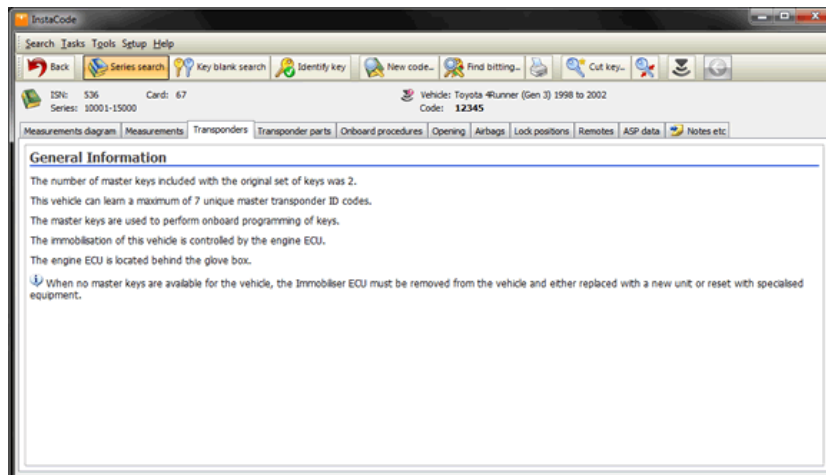 InstaCode
Search Tasks Tools Setup Help
Back Series search Key blank search Identify key New code... Find bitting... Cut key...
ISN: 536 Card: 67 Vehicle: Toyota 4Runner (Gen 3) 1998 to 2002
Series: 10001-15000 Code: 12345
Measurements diagram Measurements Transponders Transponder parts Onboard procedures Opening Airbags Lock positions Remotes ASP data Notes etc
General Information
The number of master keys included with the original set of keys was 2.
This vehicle can learn a maximum of 7 unique master transponder ID codes.
The master keys are used to perform onboard programming of keys.
The immobilisation of this vehicle is controlled by the engine ECU.
The engine ECU is located behind the glove box.
When no master keys are available for the vehicle, the Immobiliser ECU must be removed from the vehicle and either replaced with a new unit or reset with specialised
equipment.